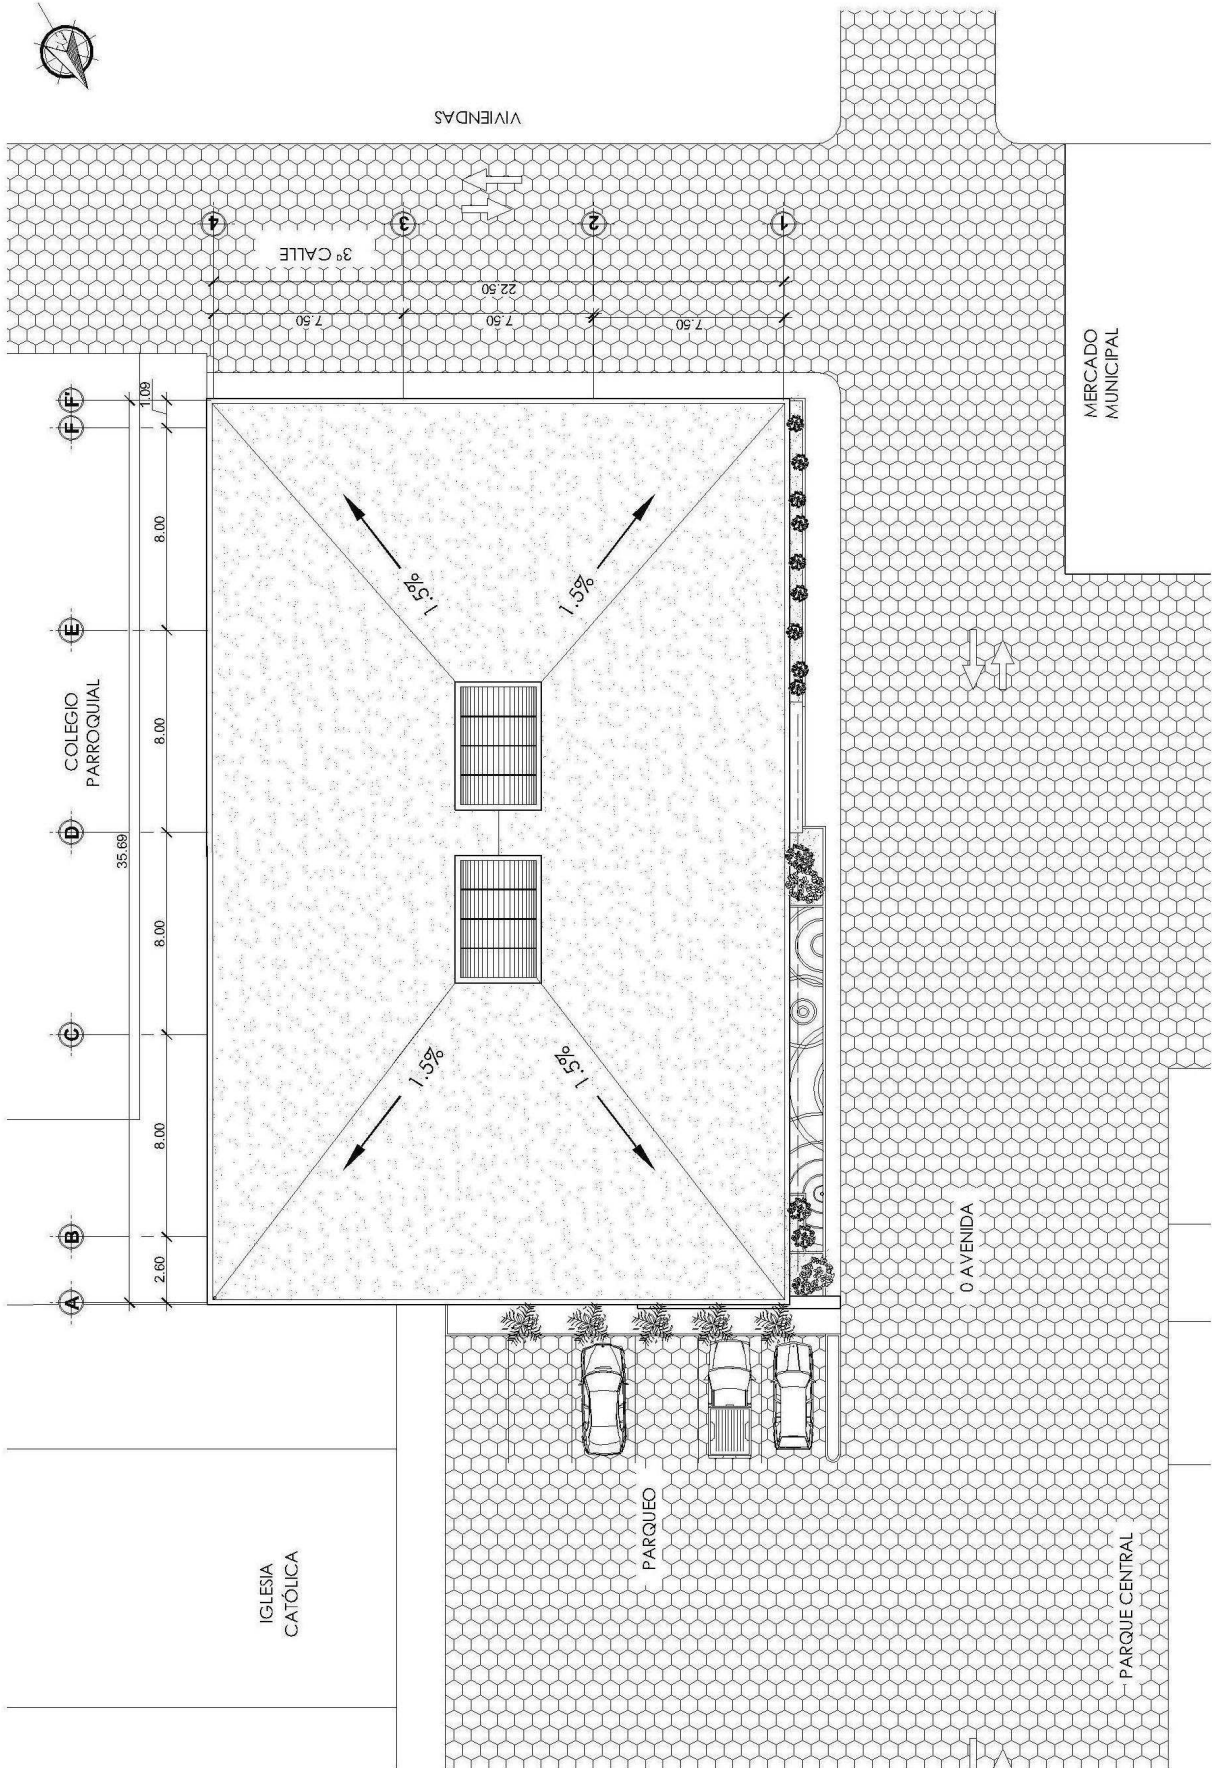 VIVIENDAS
4
3
2
1
3ª CALLE
22.50
7.50
7.50
7.50
MERCADO
MUNICIPAL
F'
F
E
D
C
B
A
1.09
8.00
8.00
8.00
8.00
2.60
35.69
COLEGIO
PARROQUIAL
1.5%
1.5%
1.5%
1.5%
0 AVENIDA
PARQUEO
IGLESIA
CATÓLICA
PARQUE CENTRAL